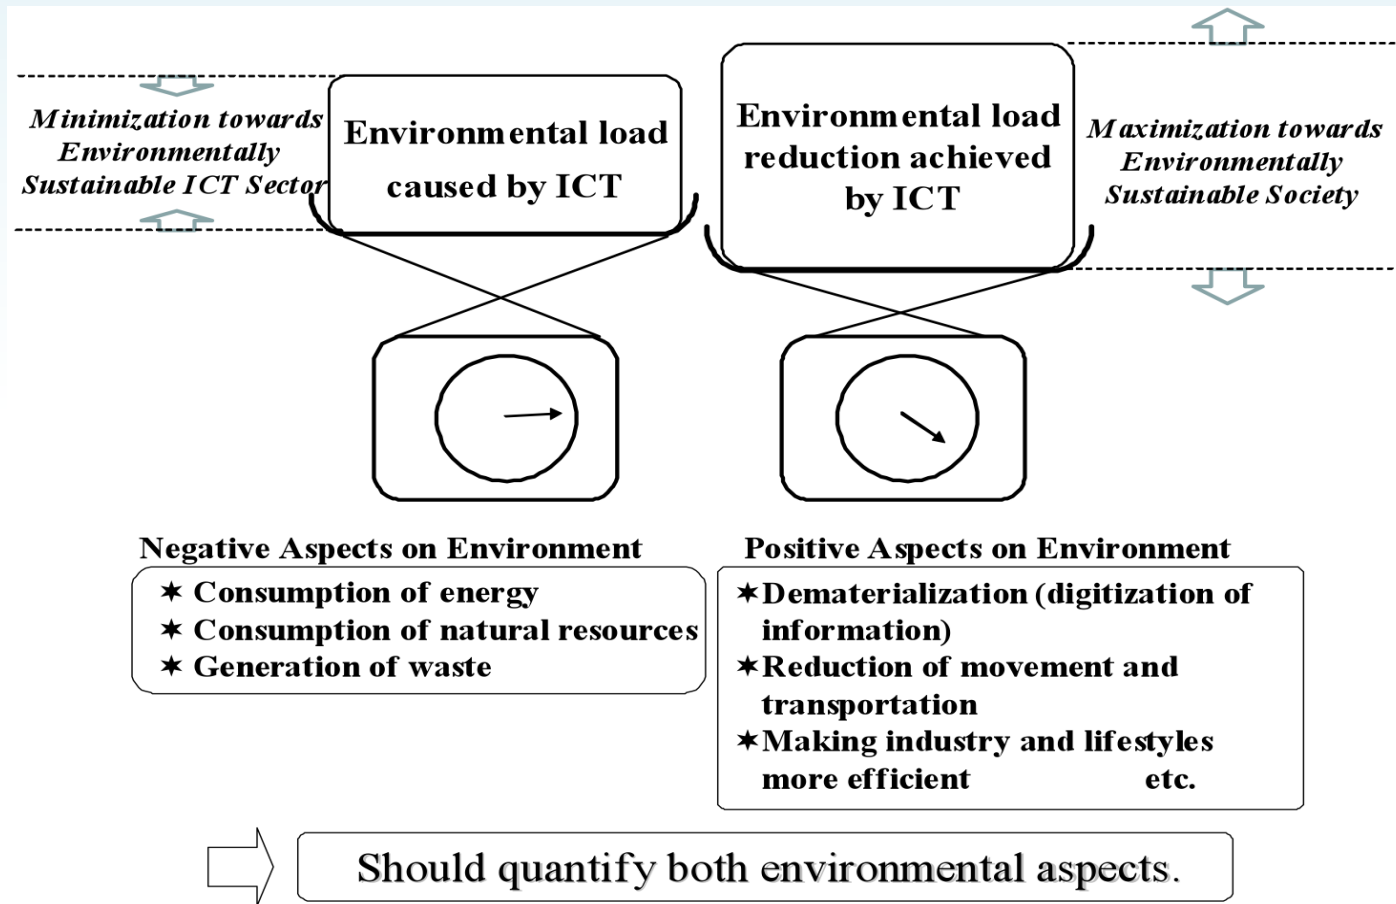 Minimization towards
Environmentally
Sustainable ICT Sector
Environmental load
caused by ICT
Environmental load
reduction achieved
by ICT
Maximization towards
Environmentally
Sustainable Society
Negative Aspects on Environment
✶ Consumption of energy
✶ Consumption of natural resources
✶ Generation of waste
Positive Aspects on Environment
✶Dematerialization (digitization of
information)
✶Reduction of movement and
transportation
✶Making industry and lifestyles
more efficient etc.
Should quantify both environmental aspects.